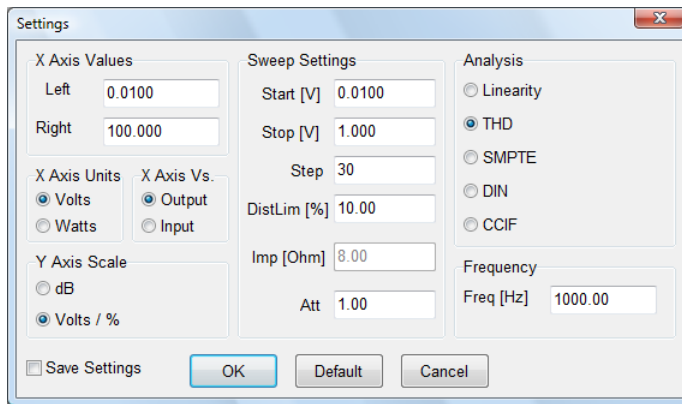 Settings
X Axis Values
Left 0.0100
Right 100.000
X Axis Units
Volts
Watts
X Axis Vs.
Output
Input
Y Axis Scale
dB
Volts / %
Sweep Settings
Start [V] 0.0100
Stop [V] 1.000
Step 30
DistLim [%] 10.00
Imp [Ohm] 8.00
Att 1.00
Analysis
Linearity
THD
SMPTE
DIN
CCIF
Frequency
Freq [Hz] 1000.00
Save Settings
OK
Default
Cancel